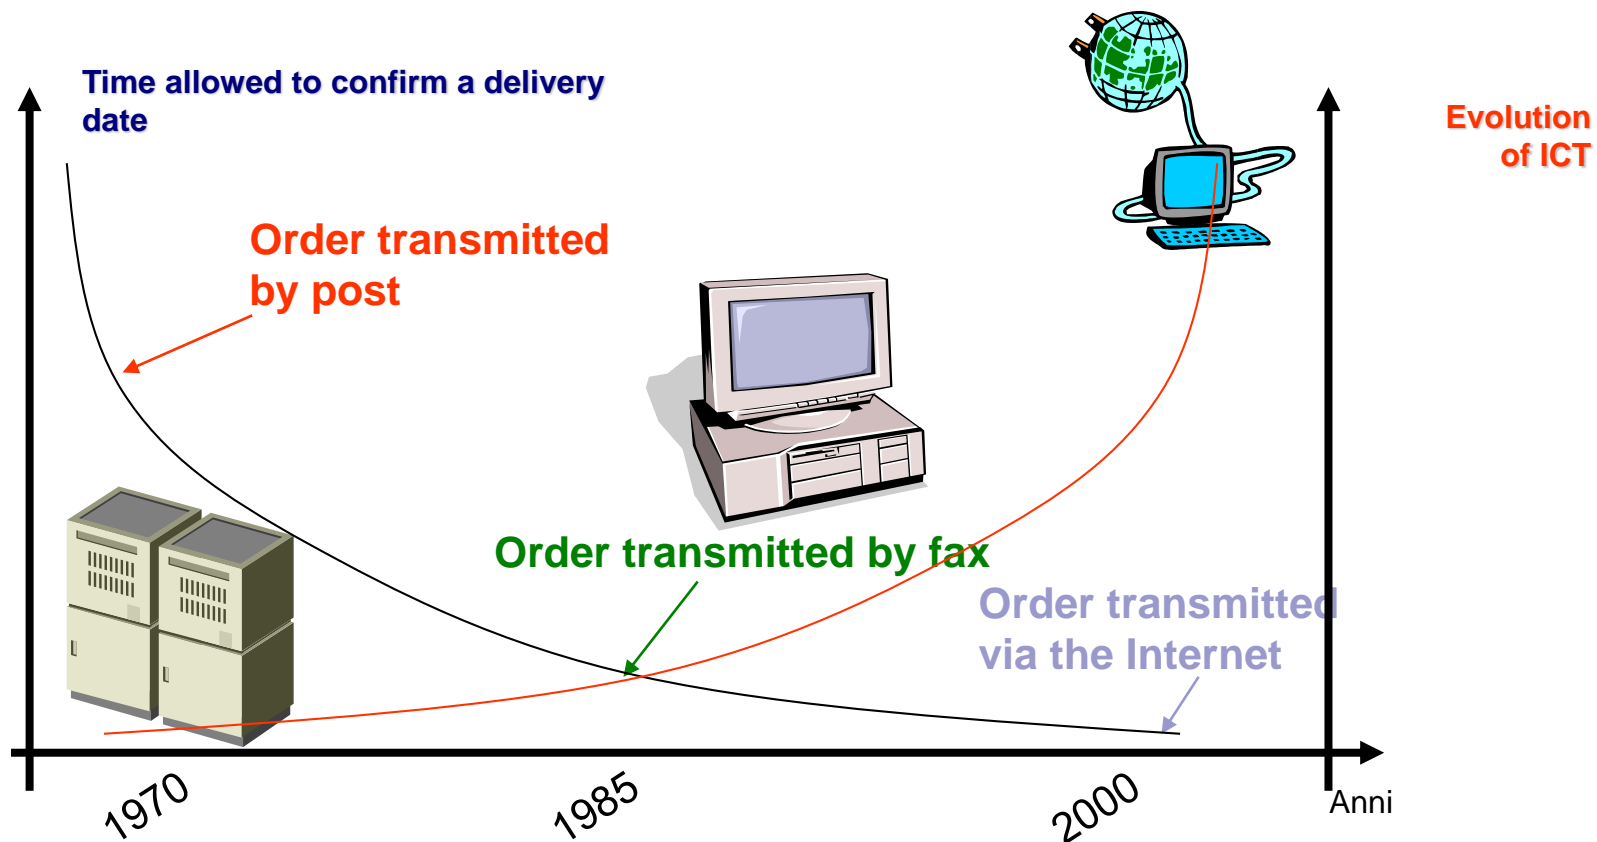 Time allowed to confirm a delivery
date
Evolution
of ICT
Order transmitted
by post
Order transmitted by fax
Order transmitted
via the Internet
1970
1985
2000
Anni